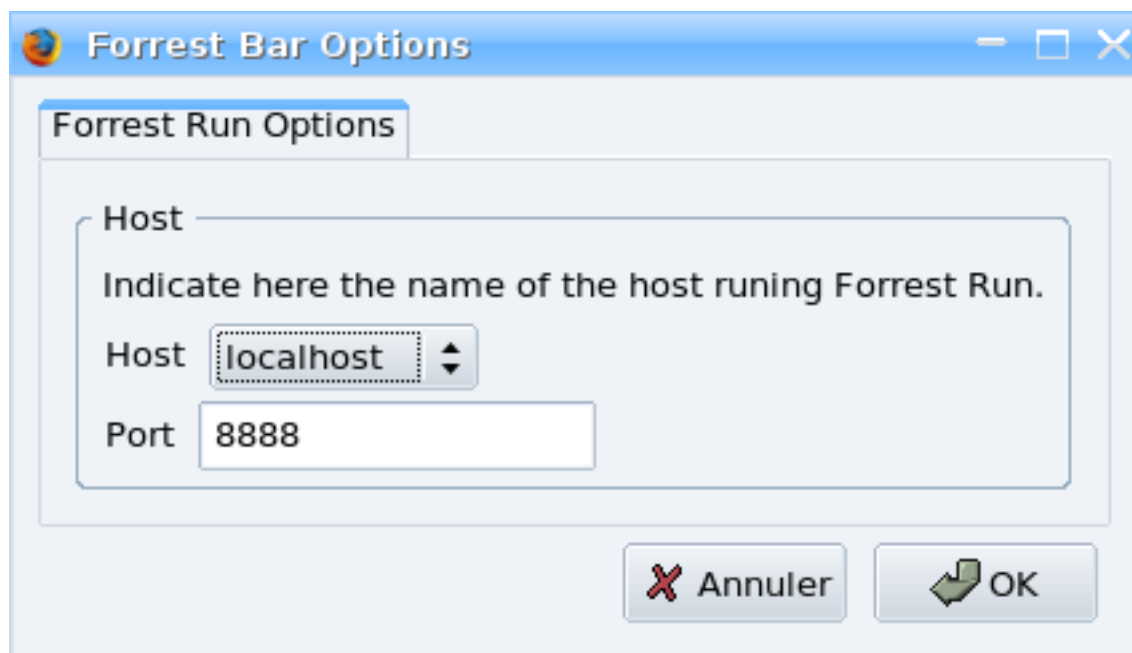 Forrest Bar Options
Forrest Run Options
Host
Indicate here the name of the host runing Forrest Run.
Host localhost
Port 8888
Annuler OK